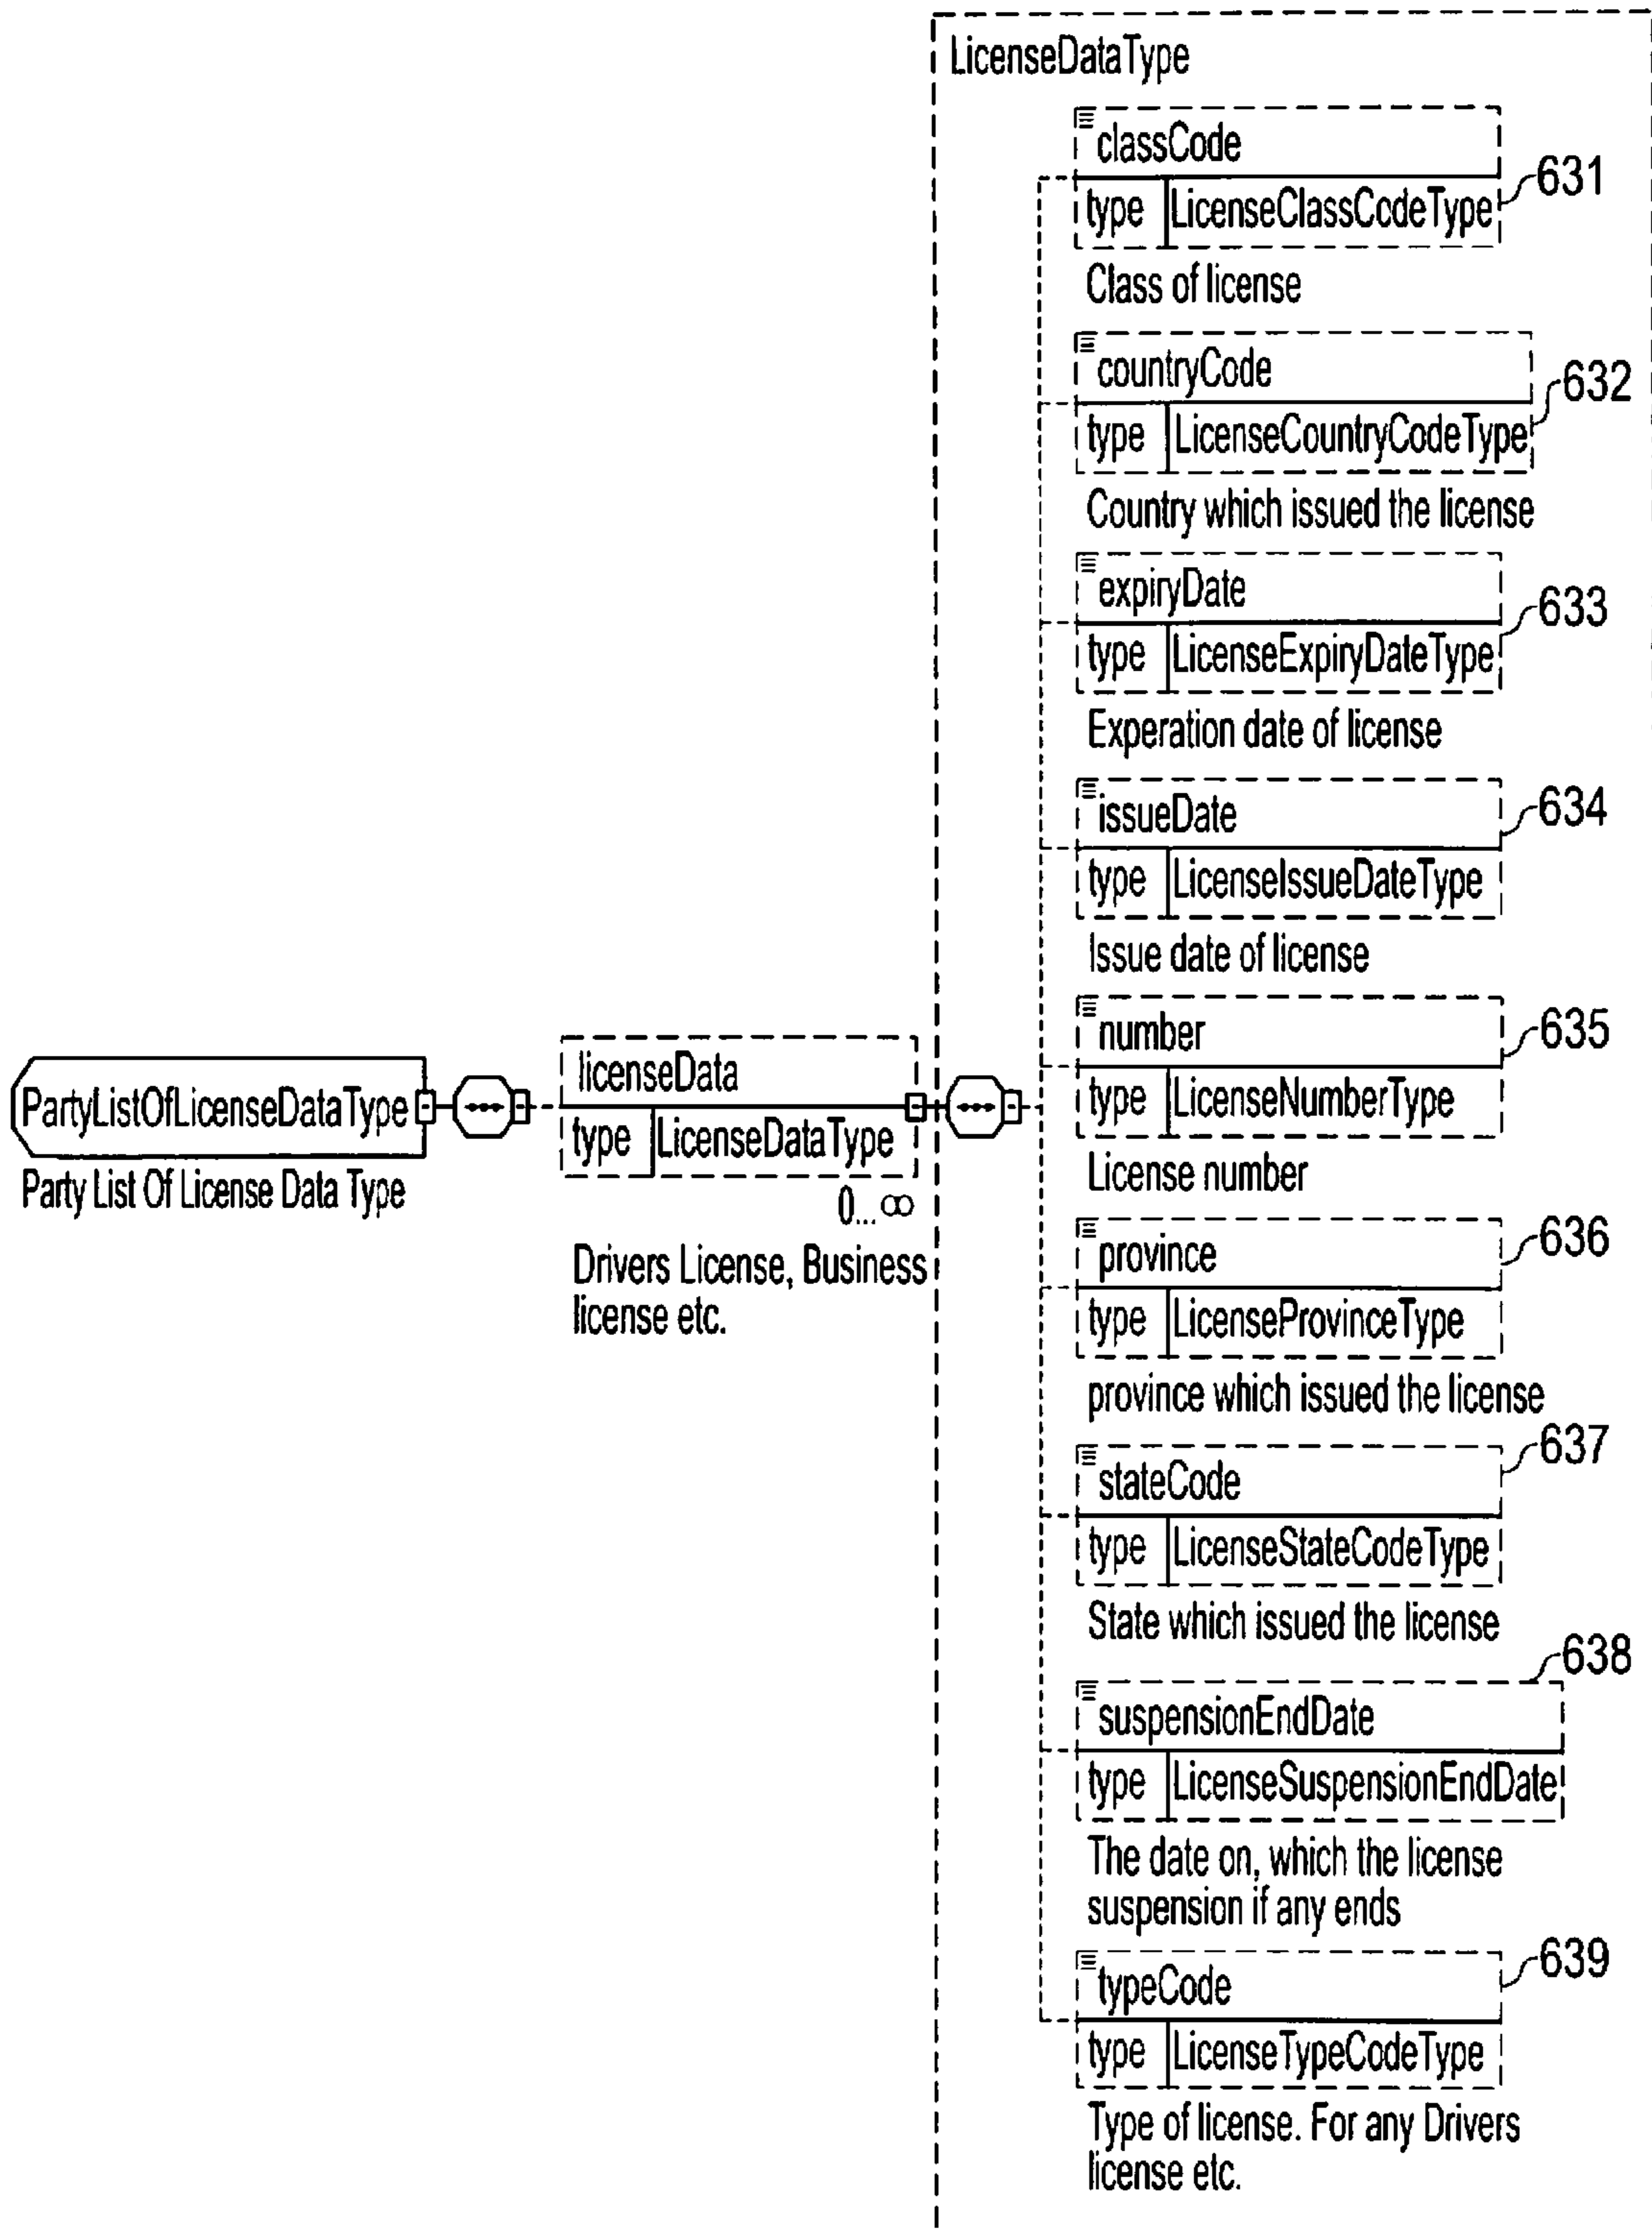 LicenseDataType
classCode
631
type LicenseClassCodeType
Class of license
countryCode
632
type LicenseCountryCodeType
Country which issued the license
expiryDate
633
type LicenseExpiryDateType
Experation date of license
issueDate
634
type LicenseIssueDateType
Issue date of license
number
635
type LicenseNumberType
License number
PartyListOfLicenseDataType
Party List Of License Data Type
licenseData
type LicenseDataType
0...∞
Drivers License, Business
license etc.
province
636
type LicenseProvinceType
province which issued the license
stateCode
637
type LicenseStateCodeType
State which issued the license
suspensionEndDate
638
type LicenseSuspensionEndDate
The date on, which the license
suspension if any ends
typeCode
639
type LicenseTypeCodeType
Type of license. For any Drivers
license etc.